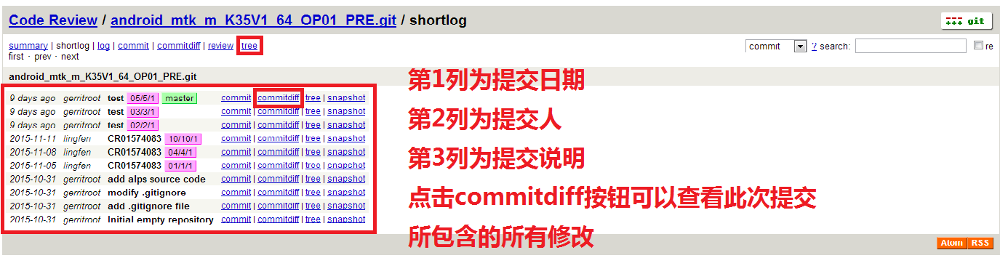 Code Review / android_mtk_m_K35V1_64_OP01_PRE.git / shortlog
git
summary | shortlog | log | commit | commitdiff | review | tree
commit ? search: re
first · prev · next
android_mtk_m_K35V1_64_OP01_PRE.git
第1列为提交日期
9 days ago gerritroot test 05/5/1 master commit | commitdiff | tree | snapshot
9 days ago gerritroot test 03/3/1 commit | commitdiff | tree | snapshot
第2列为提交人
9 days ago gerritroot test 02/2/1 commit | commitdiff | tree | snapshot
2015-11-11 lingfen CR01574083 10/10/1 commit | commitdiff | tree | snapshot
2015-11-08 lingfen CR01574083 04/4/1 commit | commitdiff | tree | snapshot
第3列为提交说明
2015-11-05 lingfen CR01574083 01/1/1 commit | commitdiff | tree | snapshot
2015-10-31 gerritroot add alps source code commit | commitdiff | tree | snapshot
2015-10-31 gerritroot modify .gitignore commit | commitdiff | tree | snapshot
点击commitdiff按钮可以查看此次提交
2015-10-31 gerritroot add .gitignore file commit | commitdiff | tree | snapshot
2015-10-31 gerritroot Initial empty repository commit | commitdiff | tree | snapshot
所包含的所有修改
Atom RSS